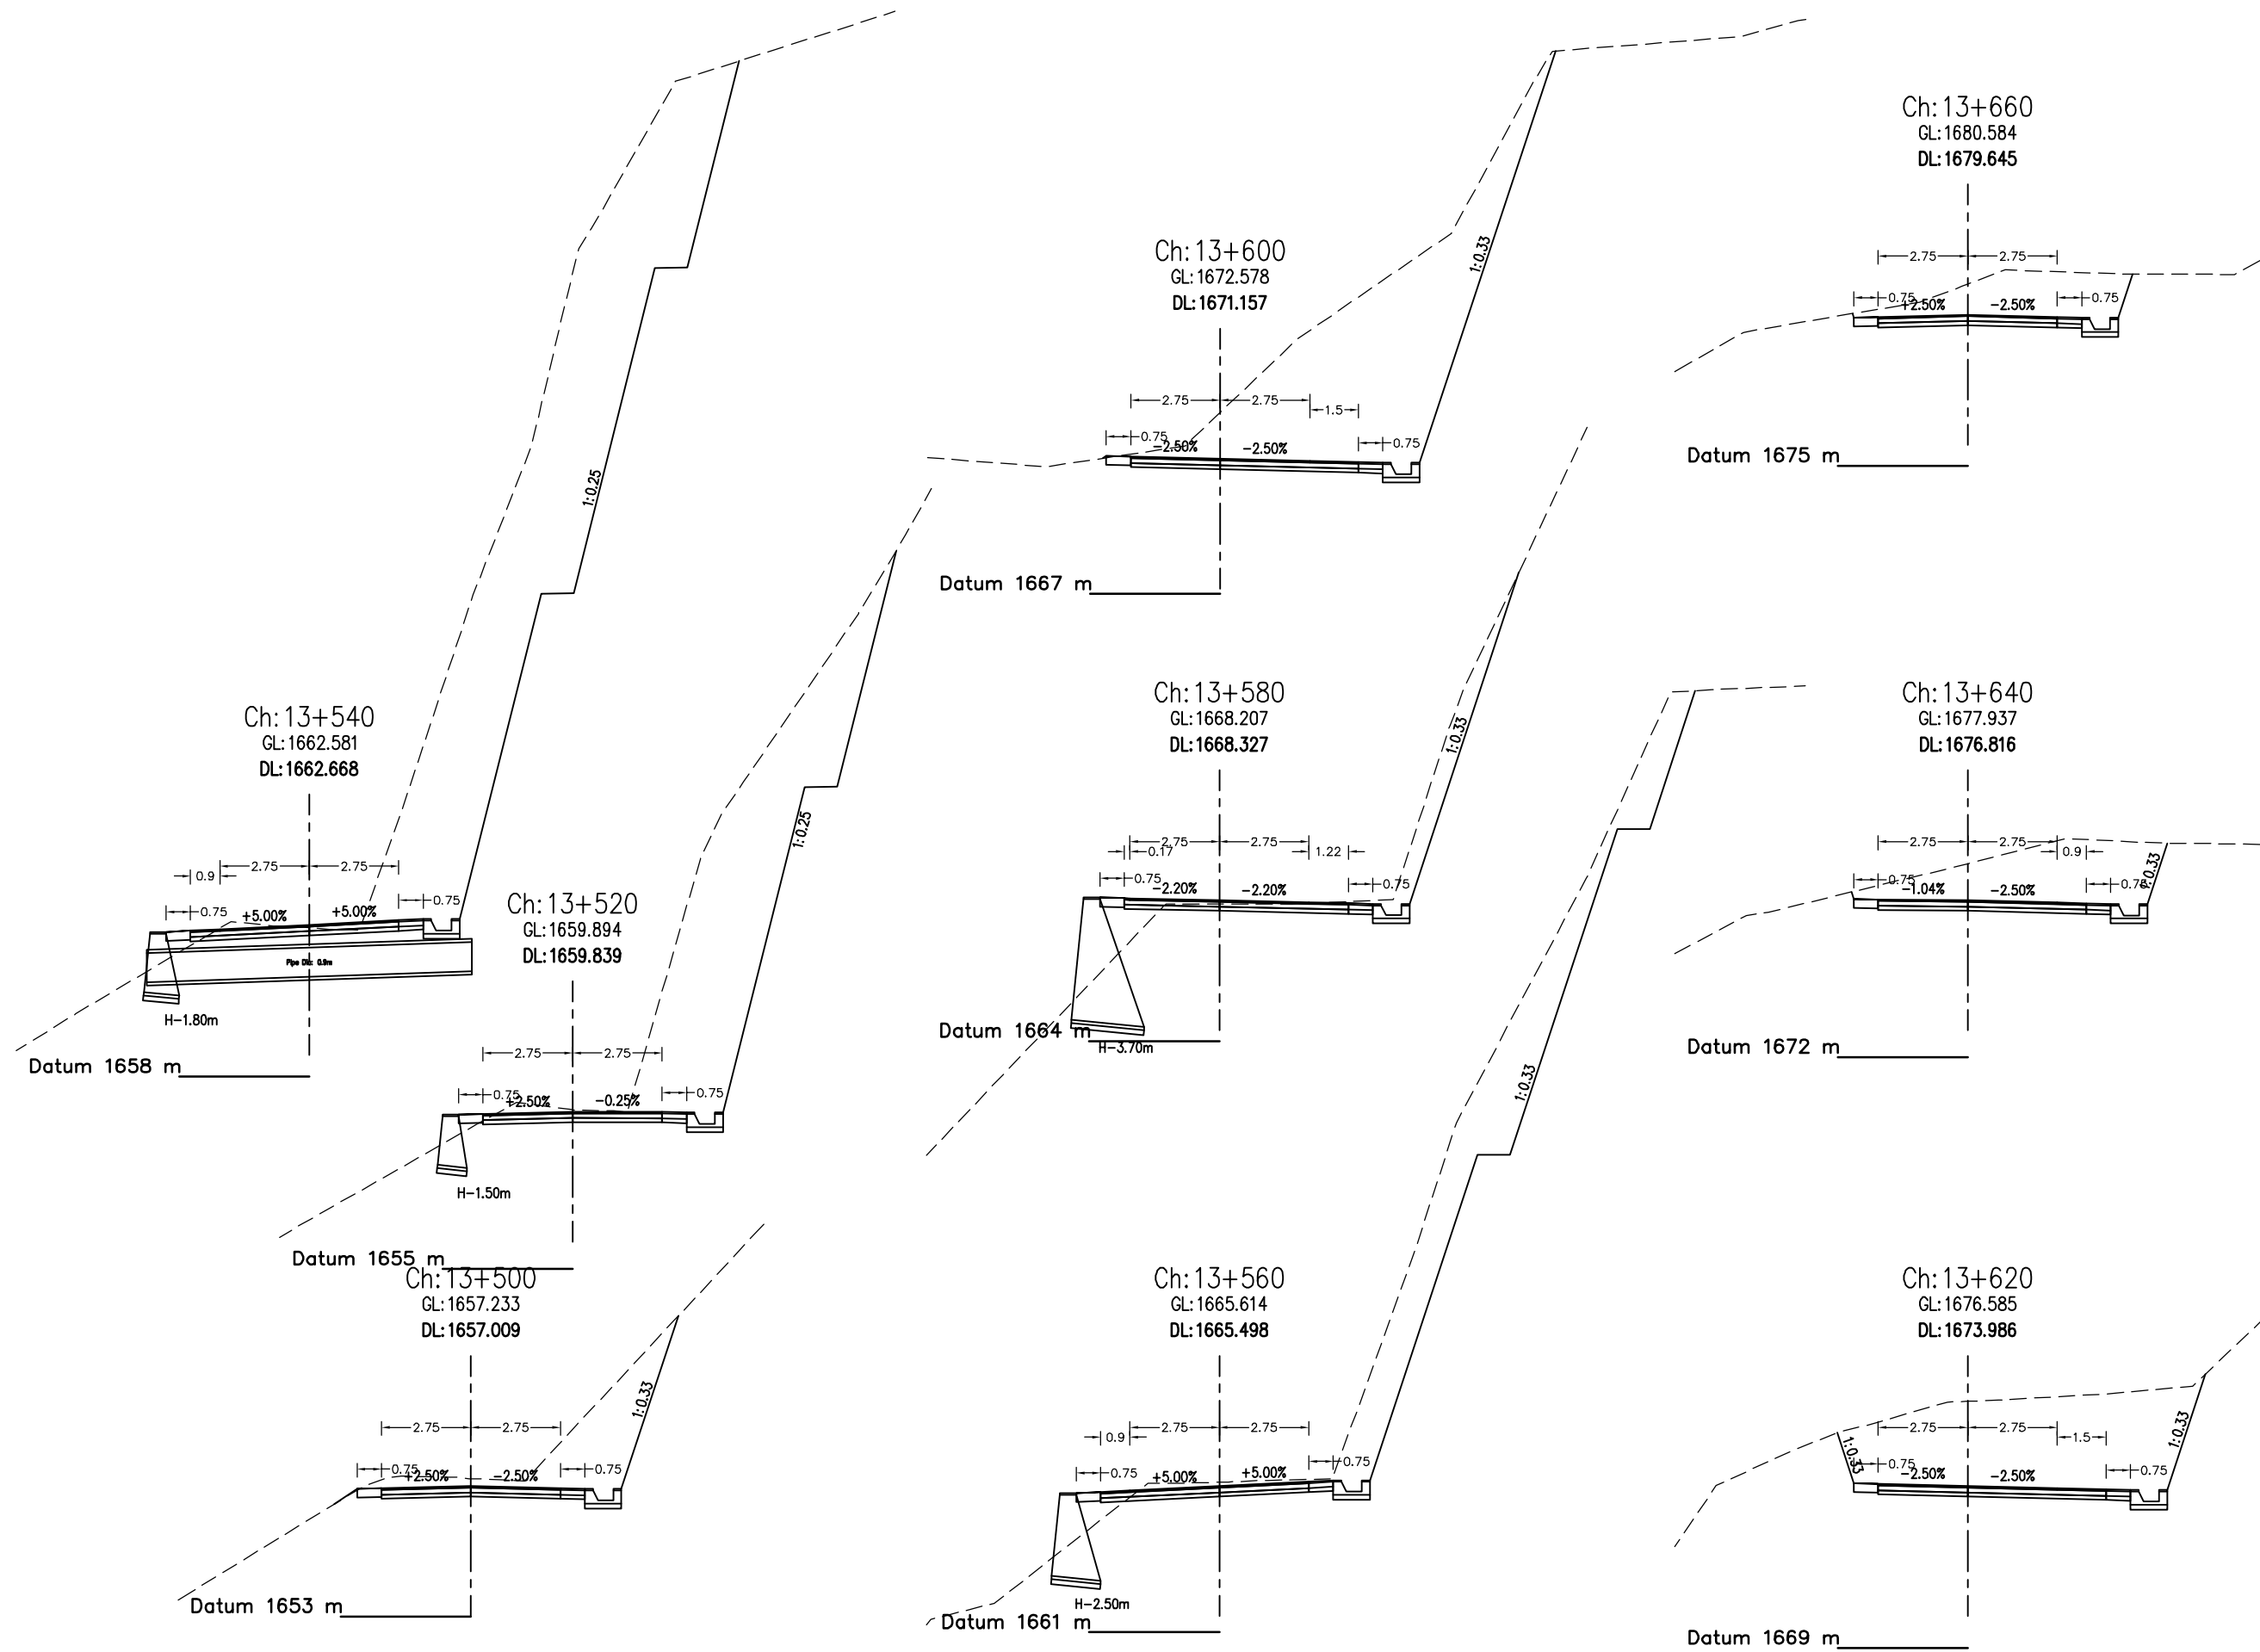 Ch:13+540
GL:1662.581
DL:1662.668
2.75
2.75
0.9
0.75
0.75
+5.00%
+5.00%
1:0.25
Pipe Dia: 0.9m
H-1.80m
Datum 1658 m
Ch:13+520
GL:1659.894
DL:1659.839
2.75
2.75
0.75
0.75
+2.50%
-0.25%
1:0.25
H-1.50m
Datum 1655 m
Ch:13+500
GL:1657.233
DL:1657.009
2.75
2.75
0.75
0.75
+2.50%
-2.50%
1:0.33
Datum 1653 m
Ch:13+600
GL:1672.578
DL:1671.157
2.75
2.75
1.5
0.75
0.75
-2.50%
-2.50%
1:0.33
Datum 1667 m
Ch:13+580
GL:1668.207
DL:1668.327
2.75
2.75
0.17
1.22
0.75
0.75
-2.20%
-2.20%
1:0.33
Datum 1664 m
H-3.70m
Ch:13+560
GL:1665.614
DL:1665.498
2.75
2.75
0.9
0.75
0.75
+5.00%
+5.00%
1:0.33
H-2.50m
Datum 1661 m
Ch:13+660
GL:1680.584
DL:1679.645
2.75
2.75
0.75
0.75
+2.50%
-2.50%
Datum 1675 m
Ch:13+640
GL:1677.937
DL:1676.816
2.75
2.75
0.9
0.75
0.75
-1.04%
-2.50%
1:0.33
Datum 1672 m
Ch:13+620
GL:1676.585
DL:1673.986
2.75
2.75
1.5
0.75
0.75
-2.50%
-2.50%
1:0.33
1:0.33
Datum 1669 m